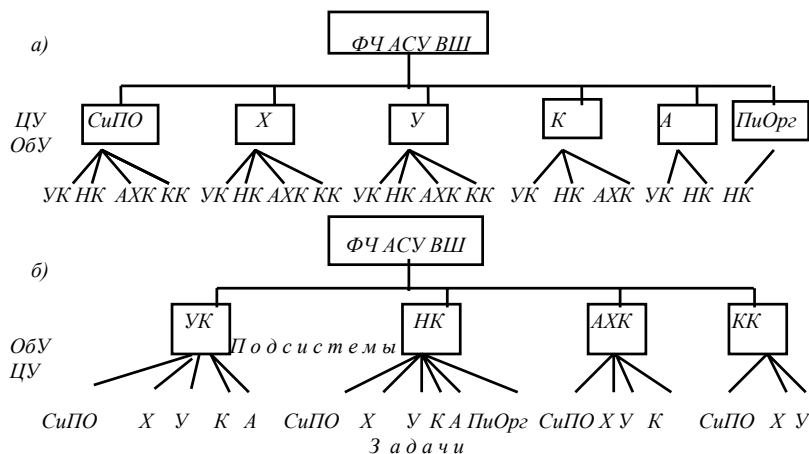 ФЧ АСУ ВШ
а)
ЦУ СиПО Х У К А ПиОрг
ОбУ
УК НК АХК КК УК НК АХК КК УК НК АХК КК УК НК АХК УК НК НК
ФЧ АСУ ВШ
б)
УК НК АХК КК
ОбУ П о д с и с т е м ы
ЦУ
СиПО Х У К А СиПО Х У К А ПиОрг СиПО Х У К СиПО Х У
З а д а ч и